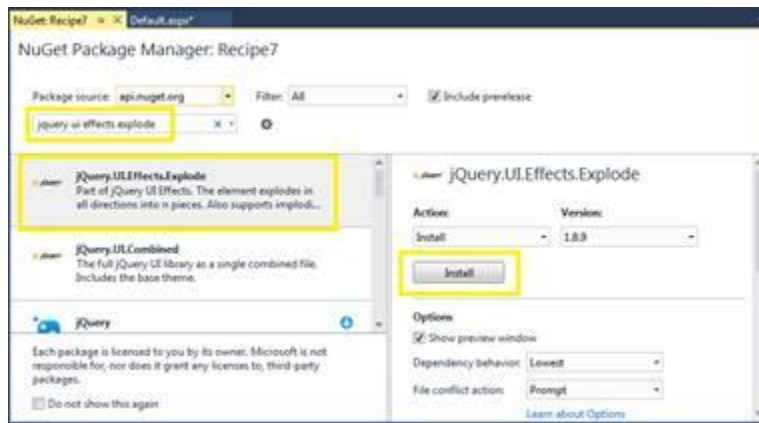 NuGet: Recipe7
Default.aspx*
NuGet Package Manager: Recipe7
Package source: api.nuget.org
Filter: All
Include prerelease
jquery ui effects explode
jQuery.UI.Effects.Explode
Part of jQuery UI Effects. The element explodes in
all directions into n pieces. Also supports implodi...
jQuery.UI.Combined
The full jQuery UI library as a single combined file.
Includes the base theme.
jQuery
Each package is licensed to you by its owner. Microsoft is not
responsible for, nor does it grant any licenses to, third-party
packages.
Do not show this again
jQuery.UI.Effects.Explode
Action: Version:
Install 1.8.9
Install
Options
Show preview window
Dependency behavior: Lowest
File conflict action: Prompt
Learn about Options